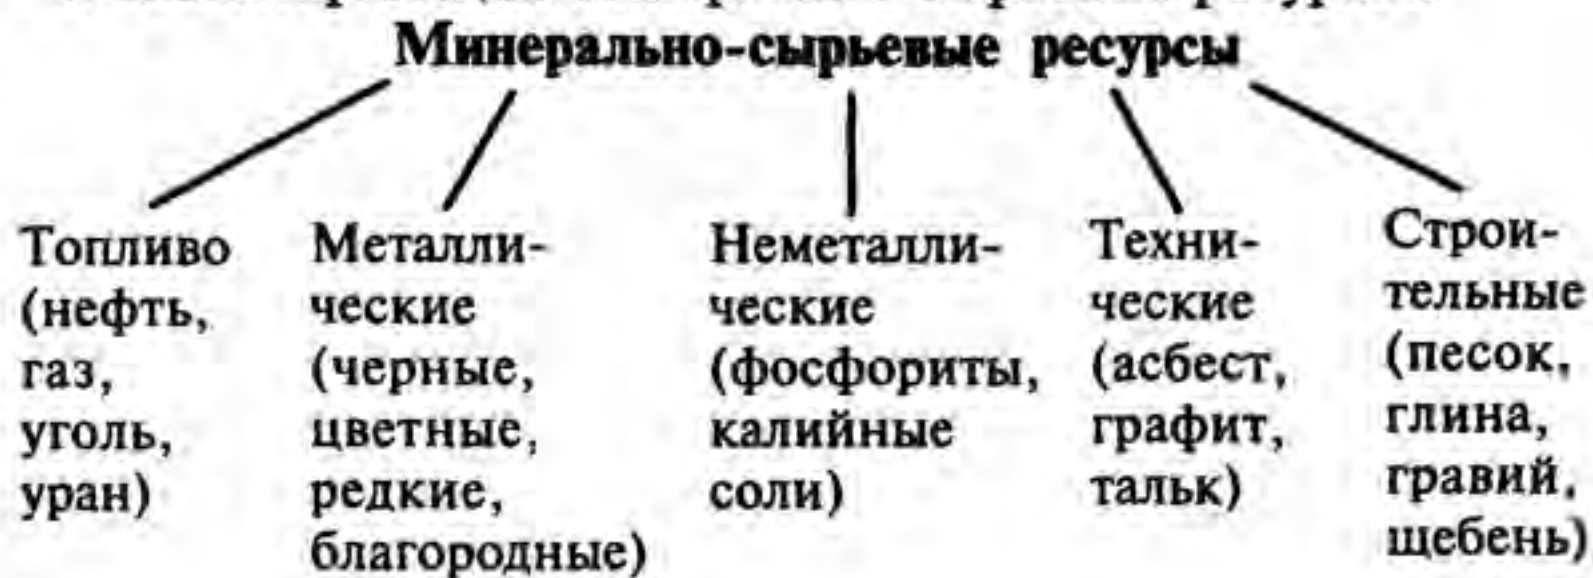 Минерально-сырьевые ресурсы
Топливо
(нефть,
газ,
уголь,
уран)
Металли-
ческие
(черные,
цветные,
редкие,
благородные)
Неметалли-
ческие
(фосфориты,
калийные
соли)
Техни-
ческие
(асбест,
графит,
тальк)
Строи-
тельные
(песок,
глина,
гравий,
щебень)